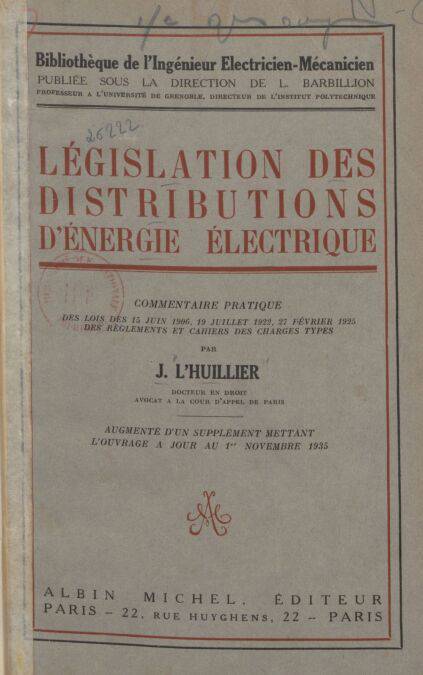 Bibliothèque de l'Ingénieur Electricien-Mécanicien
PUBLIÉE SOUS LA DIRECTION DE L. BARBILLION
PROFESSEUR A L'UNIVERSITÉ DE GRENOBLE, DIRECTEUR DE L'INSTITUT POLYTECHNIQUE
26222
LÉGISLATION DES
DISTRIBUTIONS
D'ÉNERGIE ÉLECTRIQUE
COMMENTAIRE PRATIQUE
DES LOIS DES 15 JUIN 1906, 19 JUILLET 1922, 27 FÉVRIER 1925
DES RÈGLEMENTS ET CAHIERS DES CHARGES TYPES
PAR
J. L'HUILLIER
DOCTEUR EN DROIT
AVOCAT A LA COUR D'APPEL DE PARIS
AUGMENTÉ D'UN SUPPLÉMENT METTANT
L'OUVRAGE A JOUR AU 1er NOVEMBRE 1935
ALBIN MICHEL, ÉDITEUR
PARIS – 22, RUE HUYGHENS, 22 – PARIS